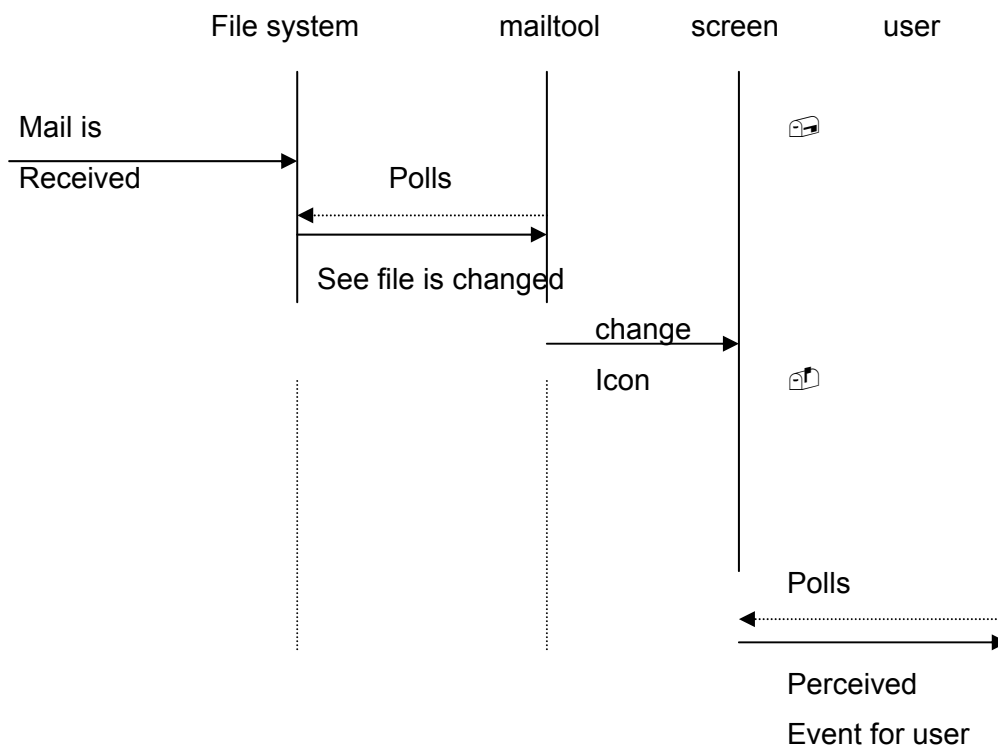 File system mailtool screen user
Mail is
Received
Polls
See file is changed
change
Icon
Polls
Perceived
Event for user